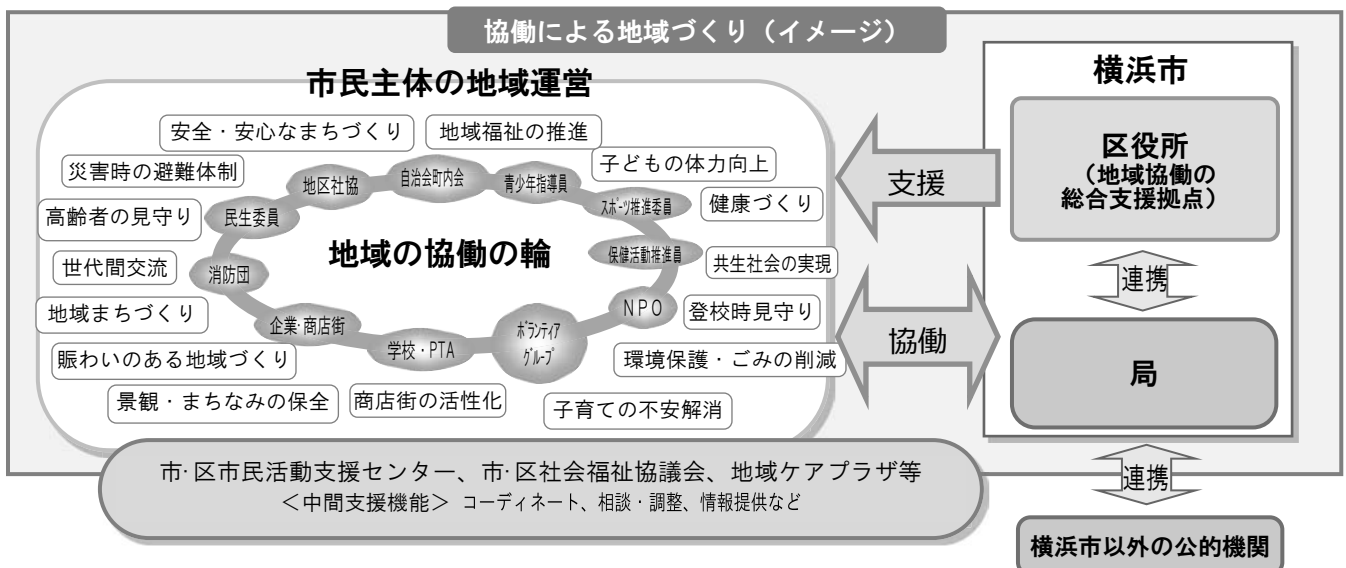 協働による地域づくり（イメージ）
市民主体の地域運営
安全・安心なまちづくり
地域福祉の推進
災害時の避難体制
子どもの体力向上
高齢者の見守り
健康づくり
世代間交流
共生社会の実現
地域まちづくり
登校時見守り
賑わいのある地域づくり
環境保護・ごみの削減
景観・まちなみの保全
商店街の活性化
子育ての不安解消
地域の協働の輪
自治会町内会
青少年指導員
スポーツ推進委員
保健活動推進員
NPO
ボランティア
グループ
学校・PTA
企業・商店街
消防団
民生委員
地区社協
支援
協働
横浜市
区役所
（地域協働の
総合支援拠点）
連携
局
連携
横浜市以外の公的機関
市・区市民活動支援センター、市・区社会福祉協議会、地域ケアプラザ等
＜中間支援機能＞ コーディネート、相談・調整、情報提供など